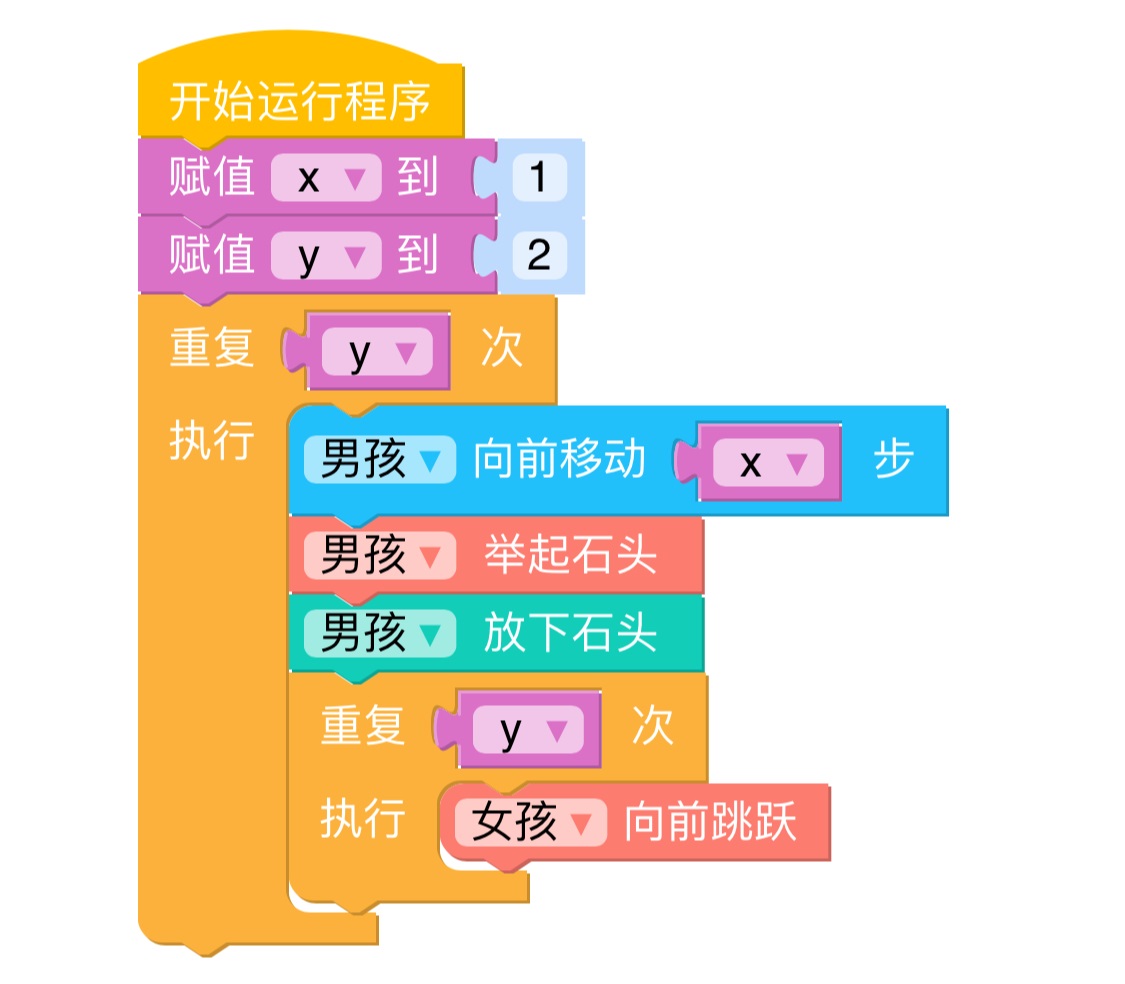 开始运行程序
赋值 x ▼ 到 1
赋值 y ▼ 到 2
重复 y ▼ 次
执行 男孩 ▼ 向前移动 x ▼ 步
男孩 ▼ 举起石头
男孩 ▼ 放下石头
重复 y ▼ 次
执行 女孩 ▼ 向前跳跃